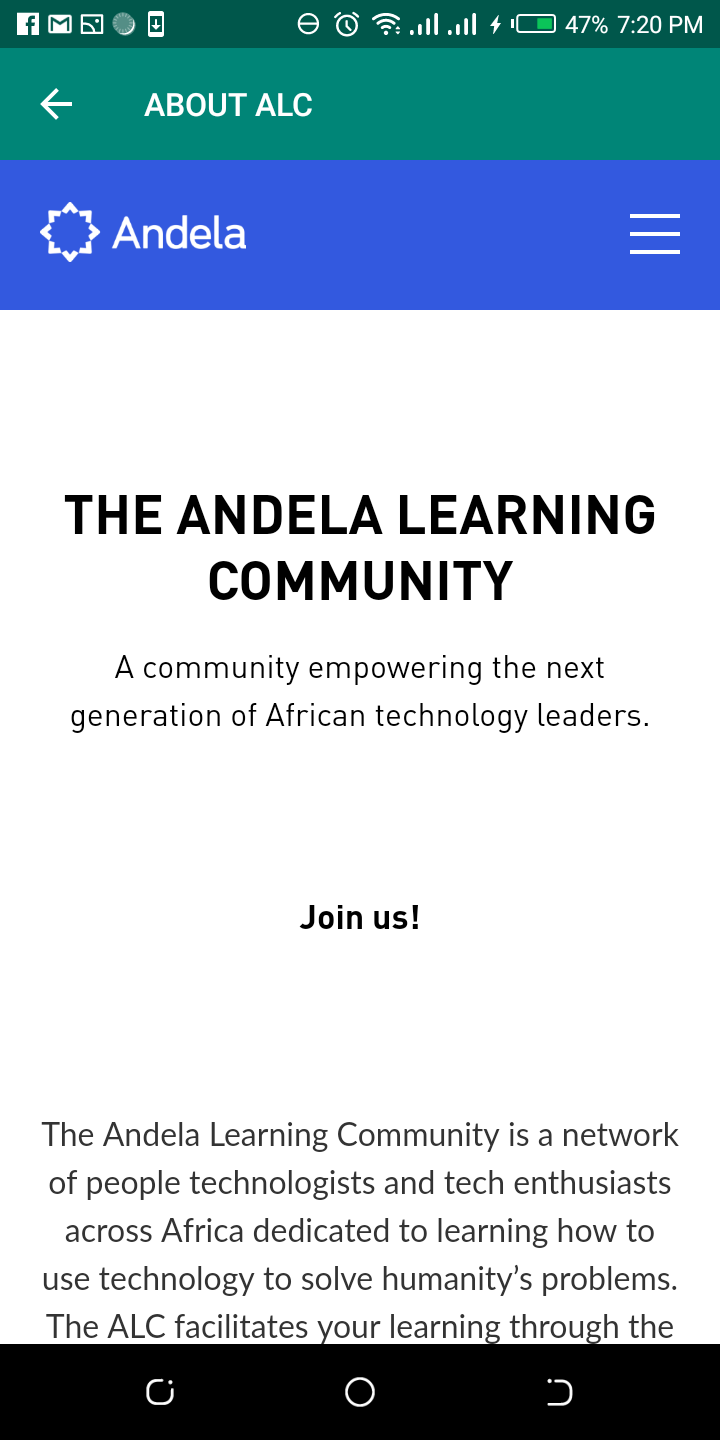 47% 7:20 PM
ABOUT ALC
Andela
THE ANDELA LEARNING
COMMUNITY
A community empowering the next
generation of African technology leaders.
Join us!
The Andela Learning Community is a network
of people technologists and tech enthusiasts
across Africa dedicated to learning how to
use technology to solve humanity’s problems.
The ALC facilitates your learning through the